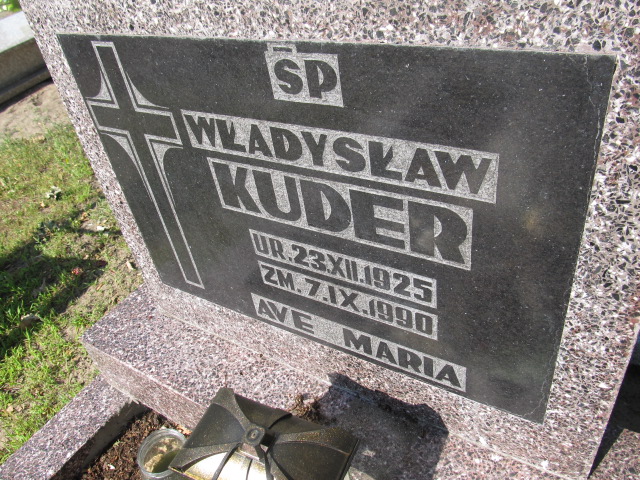 ŚP
WŁADYSŁAW
KUDER
UR.23.XII.1925
ZM.7.IX.1990
AVE MARIA